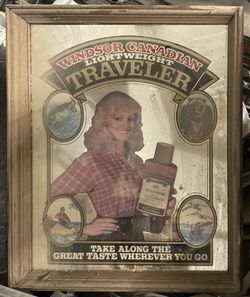 WINDSOR CANADIAN
LIGHTWEIGHT
TRAVELER
TAKE ALONG THE
GREAT TASTE WHEREVER YOU GO